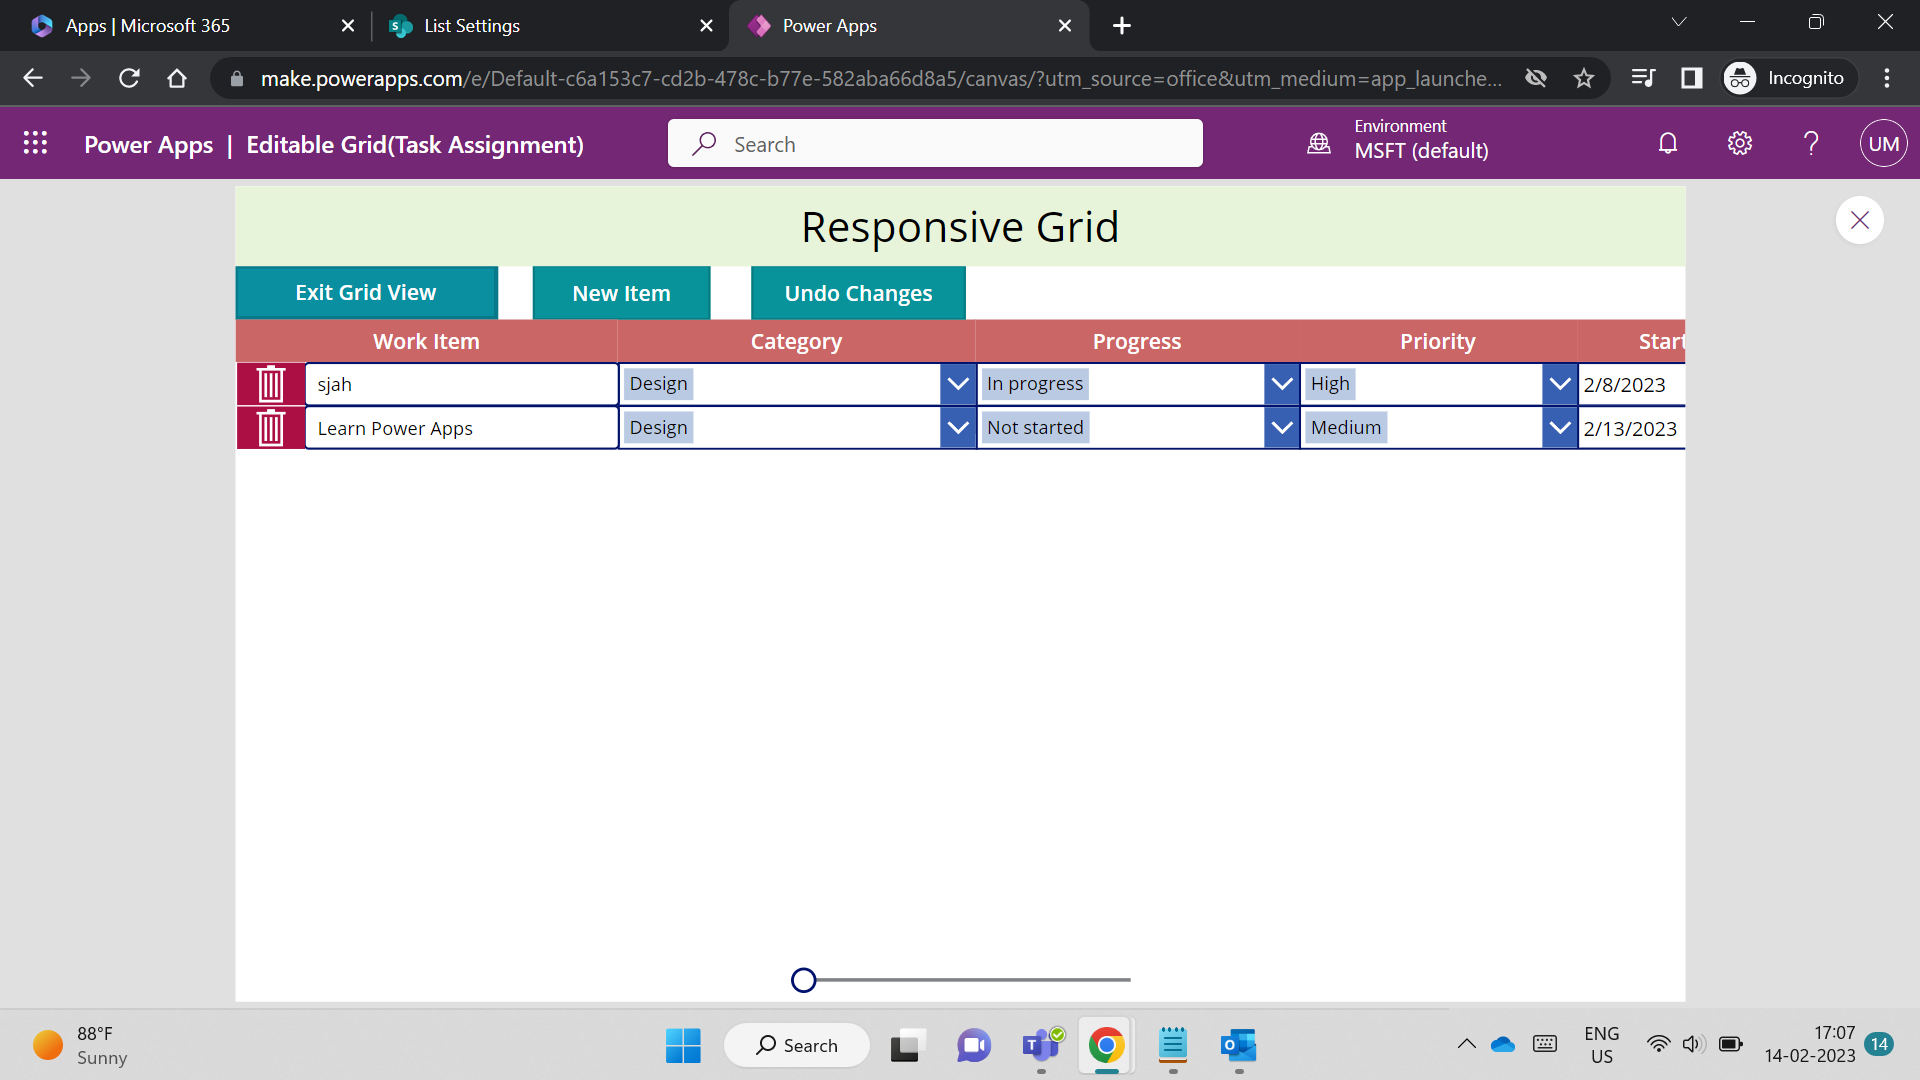 Apps | Microsoft 365
List Settings
Power Apps
make.powerapps.com/e/Default-c6a153c7-cd2b-478c-b77e-582aba66d8a5/canvas/?utm_source=office&utm_medium=app_launche...
Incognito
Power Apps | Editable Grid(Task Assignment)
Search
Environment
MSFT (default)
UM
Responsive Grid
Exit Grid View
New Item
Undo Changes
Work Item Category Progress Priority Start
sjah Design In progress High 2/8/2023
Learn Power Apps Design Not started Medium 2/13/2023
88°F
Sunny
Search
ENG
US
17:07
14-02-2023
14